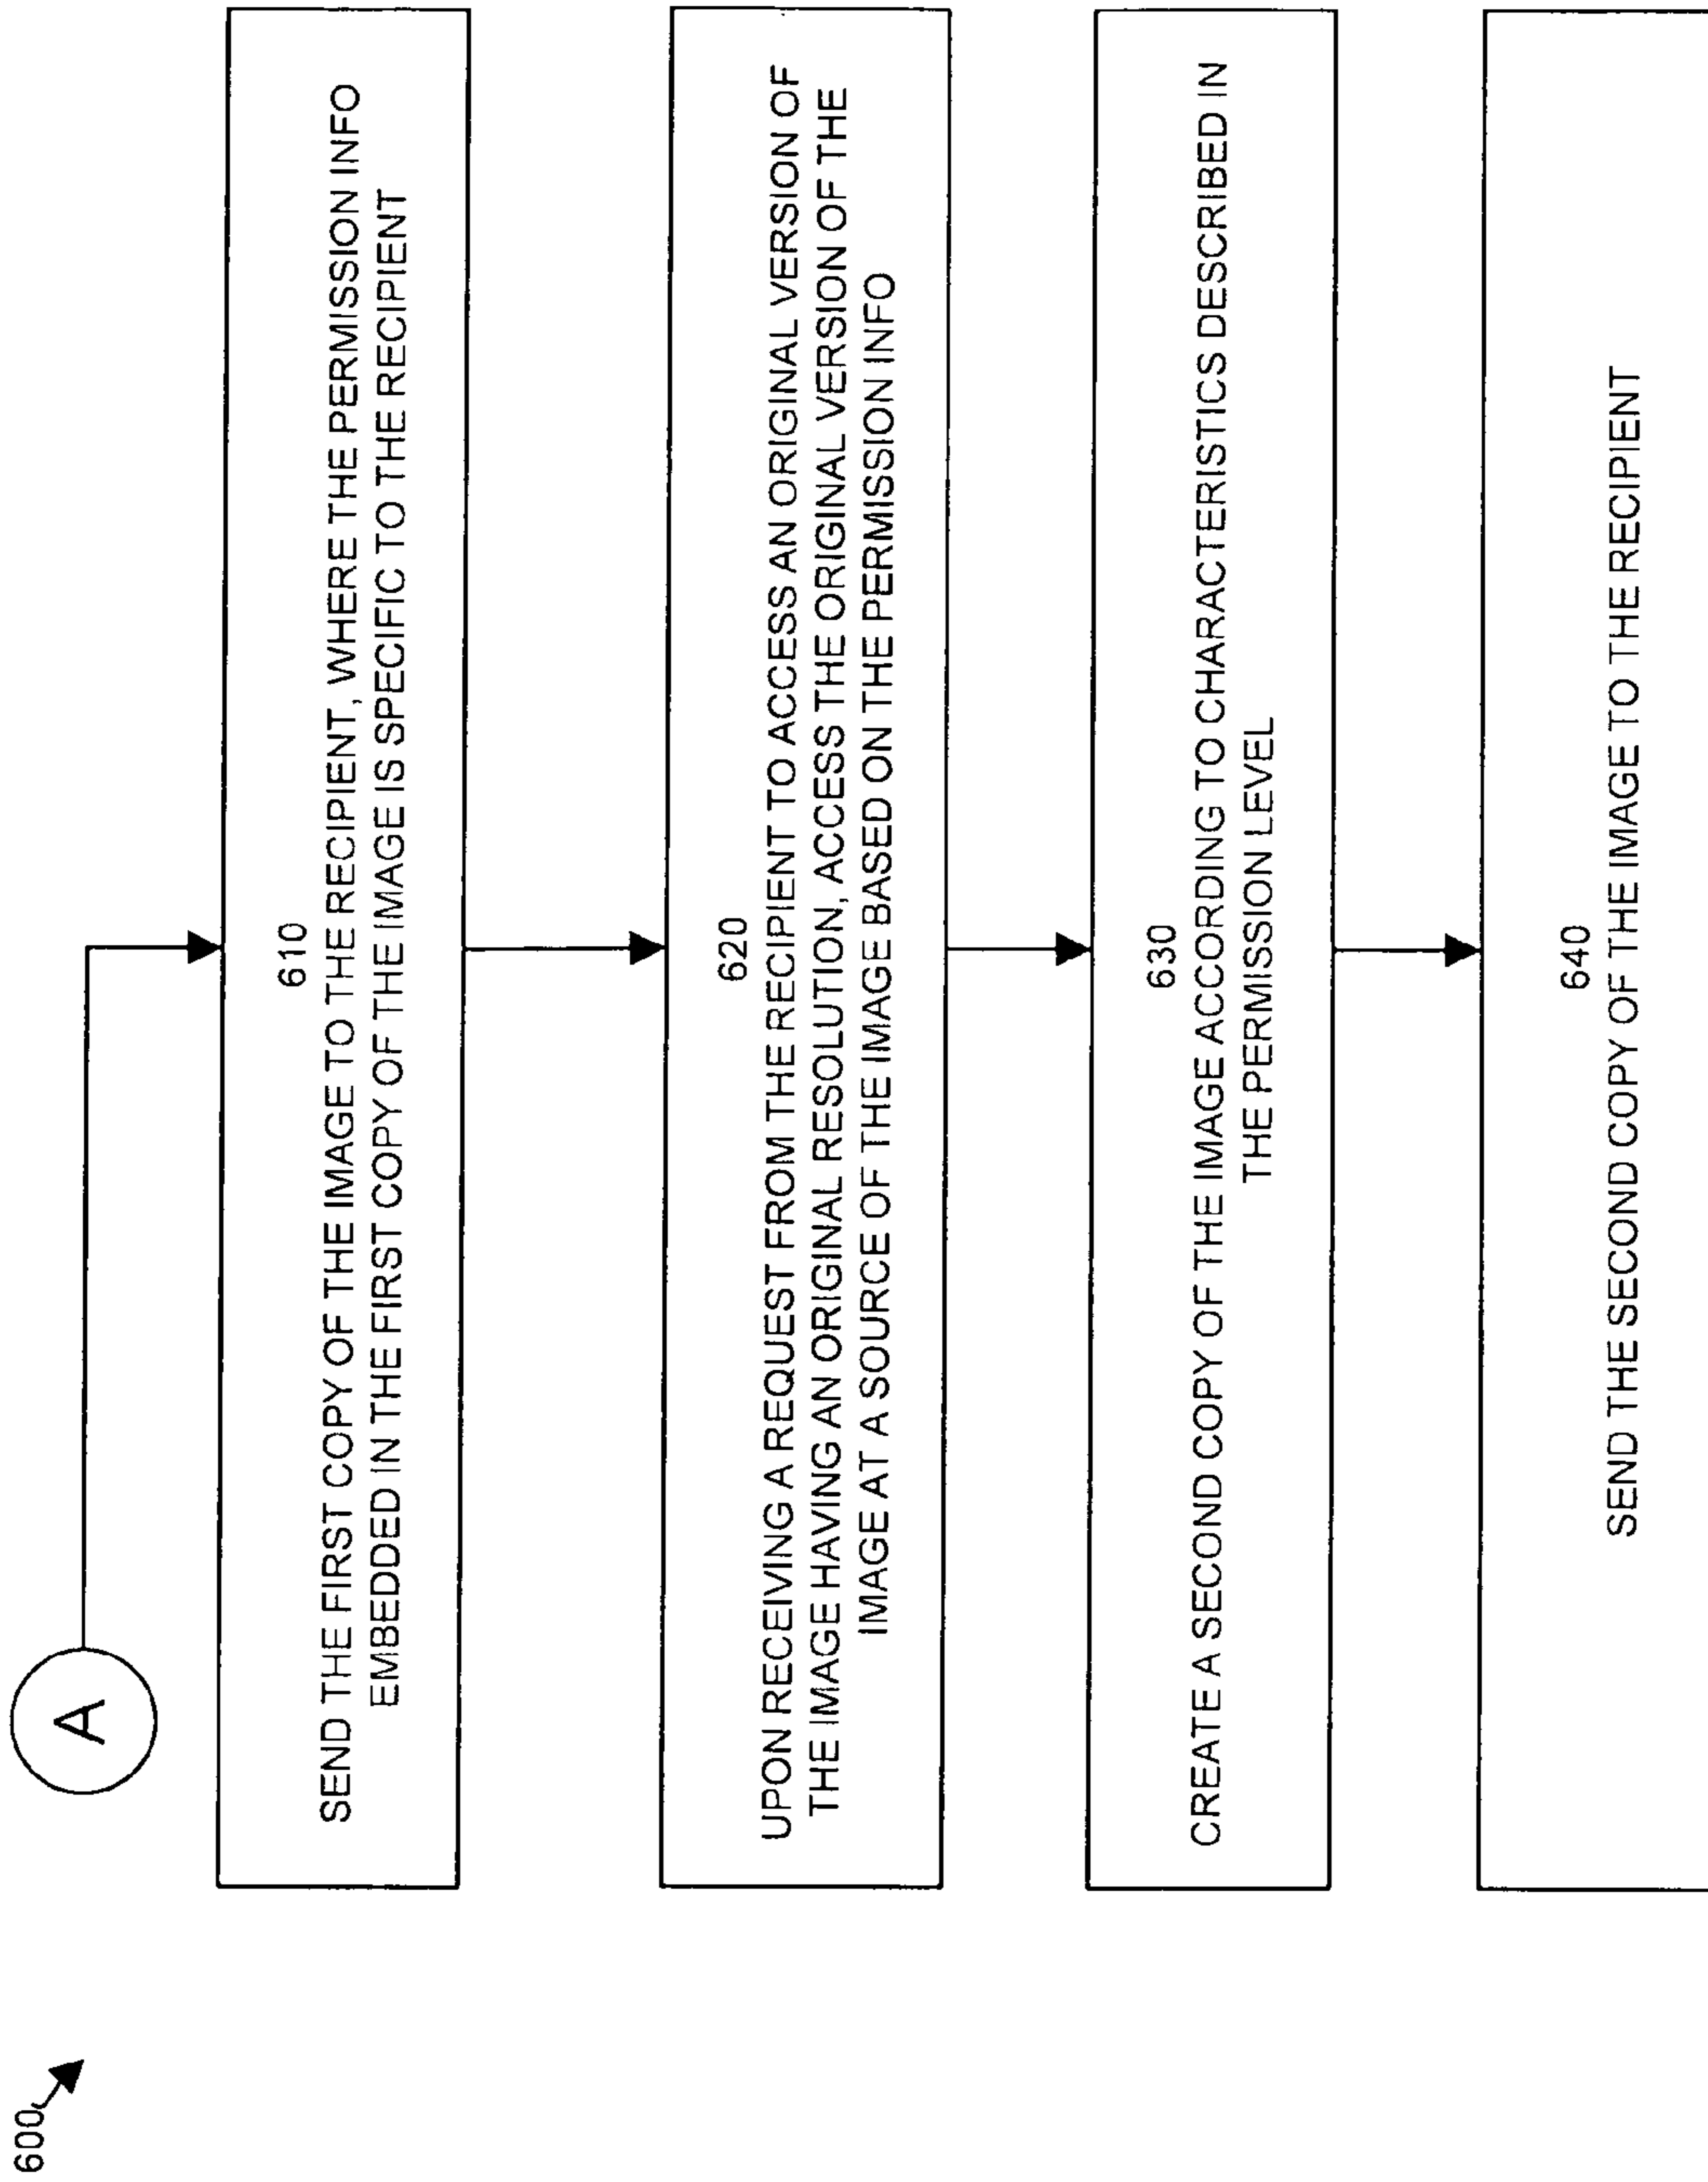 600
A
610
SEND THE FIRST COPY OF THE IMAGE TO THE RECIPIENT, WHERE THE PERMISSION INFO
EMBEDDED IN THE FIRST COPY OF THE IMAGE IS SPECIFIC TO THE RECIPIENT
620
UPON RECEIVING A REQUEST FROM THE RECIPIENT TO ACCESS AN ORIGINAL VERSION OF
THE IMAGE HAVING AN ORIGINAL RESOLUTION, ACCESS THE ORIGINAL VERSION OF THE
IMAGE AT A SOURCE OF THE IMAGE BASED ON THE PERMISSION INFO
630
CREATE A SECOND COPY OF THE IMAGE ACCORDING TO CHARACTERISTICS DESCRIBED IN
THE PERMISSION LEVEL
640
SEND THE SECOND COPY OF THE IMAGE TO THE RECIPIENT